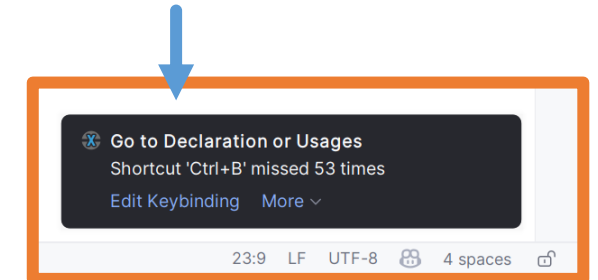 Go to Declaration or Usages
Shortcut 'Ctrl+B' missed 53 times
Edit Keybinding More
23:9 LF UTF-8 4 spaces